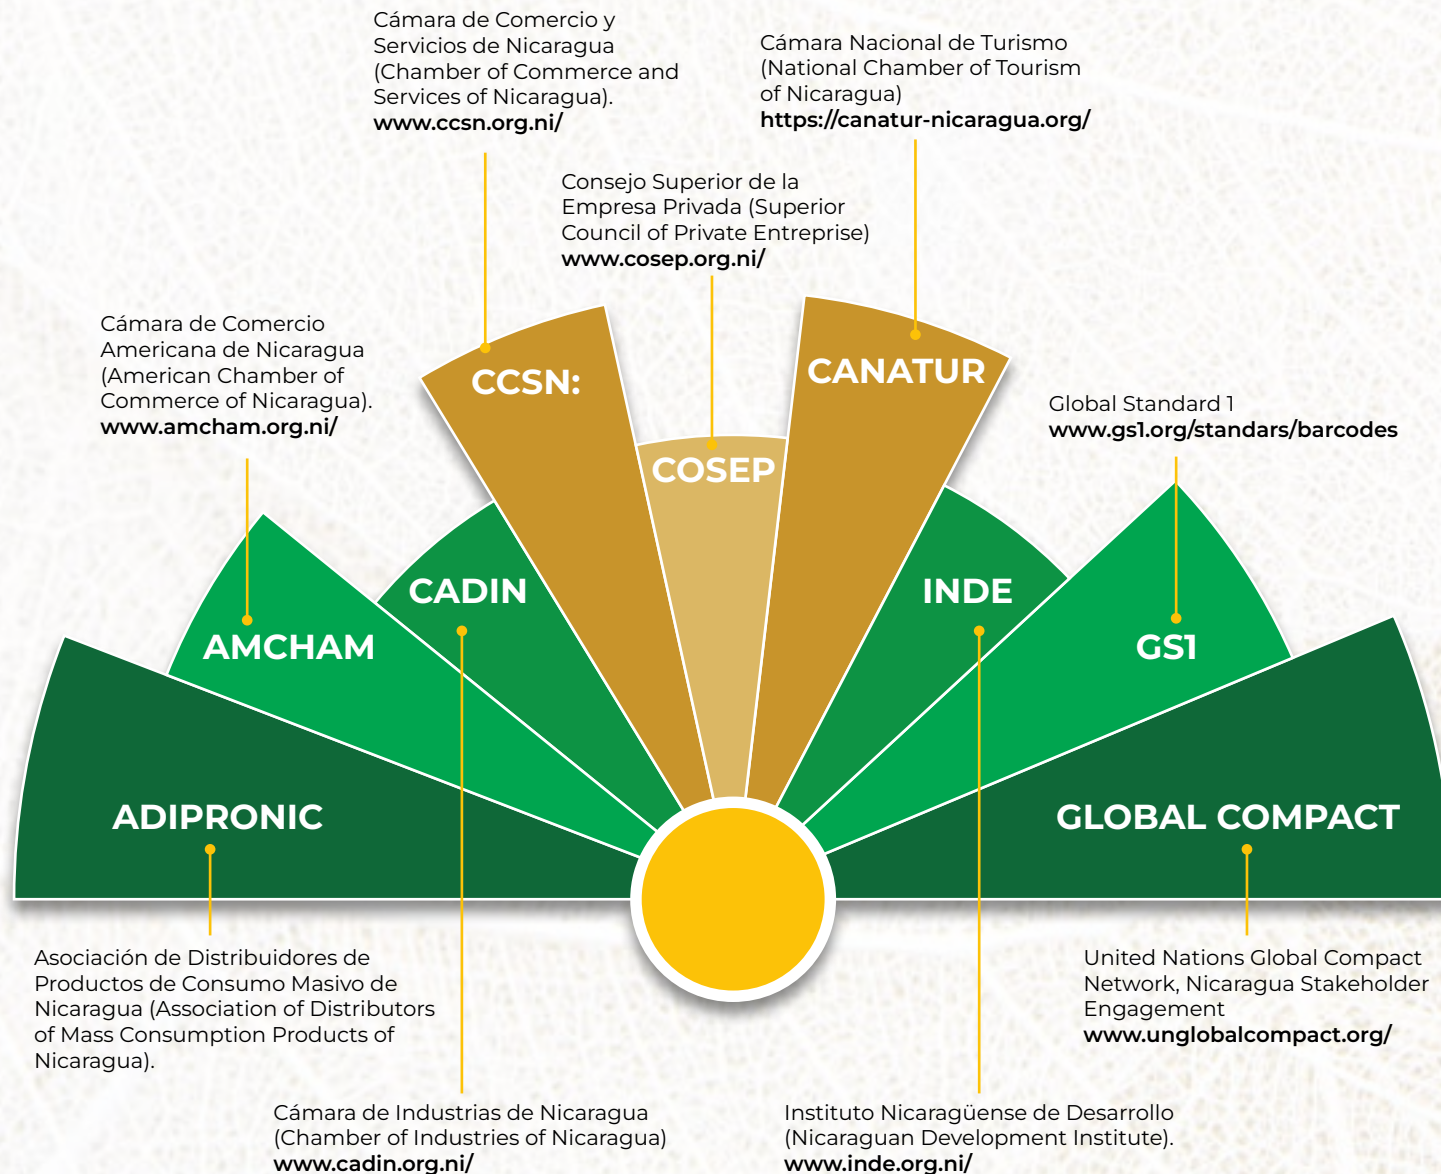 Cámara de Comercio y
Servicios de Nicaragua
(Chamber of Commerce and
Services of Nicaragua).
www.ccsn.org.ni/
Cámara Nacional de Turismo
(National Chamber of Tourism
of Nicaragua)
https://canatur-nicaragua.org/
Consejo Superior de la
Empresa Privada (Superior
Council of Private Entreprise)
www.cosep.org.ni/
Cámara de Comercio
Americana de Nicaragua
(American Chamber of
Commerce of Nicaragua).
www.amcham.org.ni/
Global Standard 1
www.gs1.org/standars/barcodes
CCSN:
CANATUR
COSEP
CADIN
INDE
AMCHAM
GS1
ADIPRONIC
GLOBAL COMPACT
Asociación de Distribuidores de
Productos de Consumo Masivo de
Nicaragua (Association of Distributors
of Mass Consumption Products of
Nicaragua).
United Nations Global Compact
Network, Nicaragua Stakeholder
Engagement
www.unglobalcompact.org/
Cámara de Industrias de Nicaragua
(Chamber of Industries of Nicaragua)
www.cadin.org.ni/
Instituto Nicaragüense de Desarrollo
(Nicaraguan Development Institute).
www.inde.org.ni/